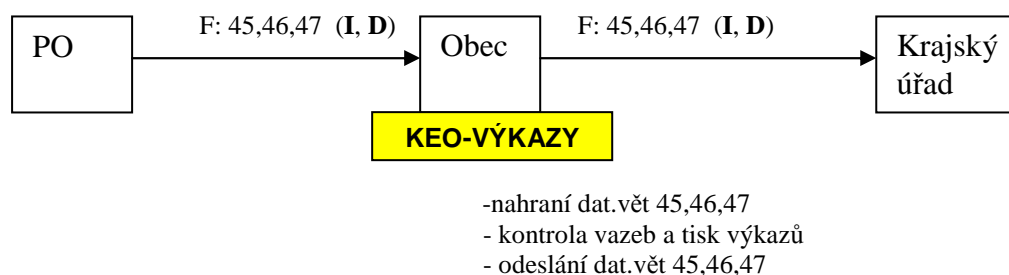 F: 45,46,47 (I, D)
F: 45,46,47 (I, D)
PO
Obec
Krajský
úřad
KEO-VÝKAZY
-nahraní dat.vět 45,46,47
- kontrola vazeb a tisk výkazů
- odeslání dat.vět 45,46,47